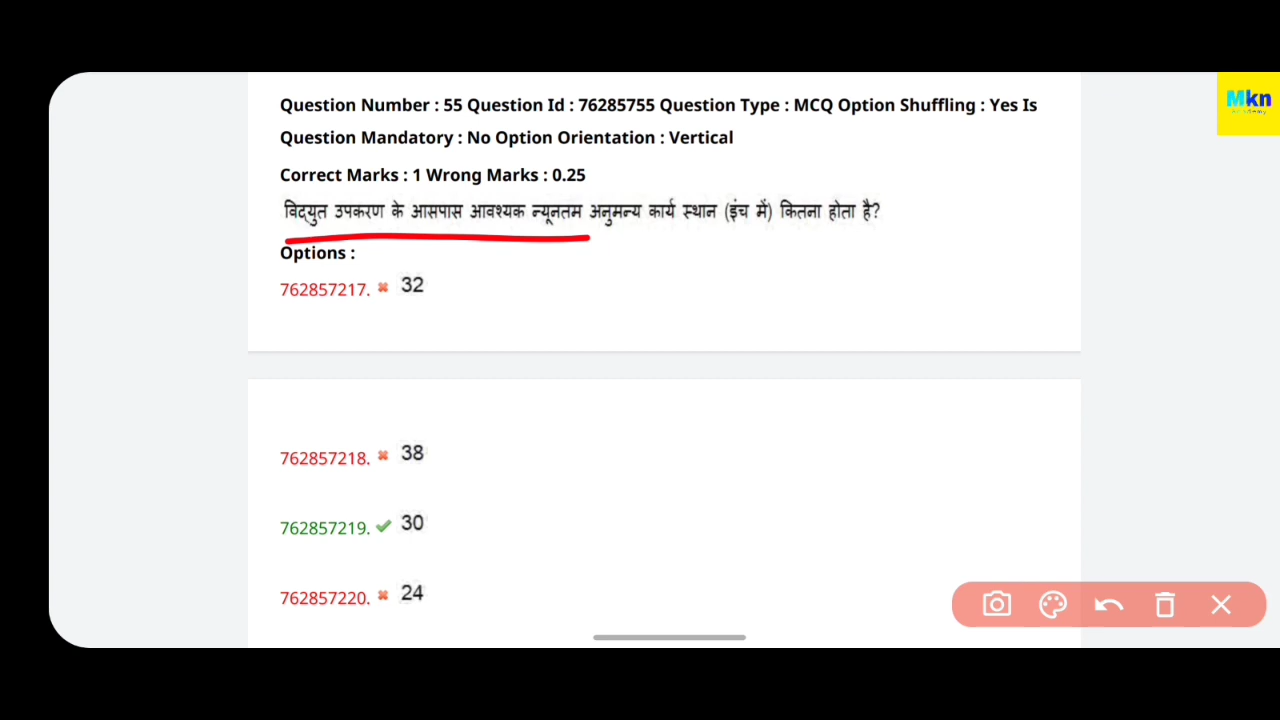 Question Number : 55 Question Id : 76285755 Question Type : MCQ Option Shuffling : Yes Is
Question Mandatory : No Option Orientation : Vertical
Correct Marks : 1 Wrong Marks : 0.25
विद्युत उपकरण के आसपास आवश्यक न्यूनतम अनुमन्य कार्य स्थान (इंच में) कितना होता है?
Options :
762857217. ✖ 32
762857218. ✖ 38
762857219. ✔ 30
762857220. ✖ 24
Mkn
Academy